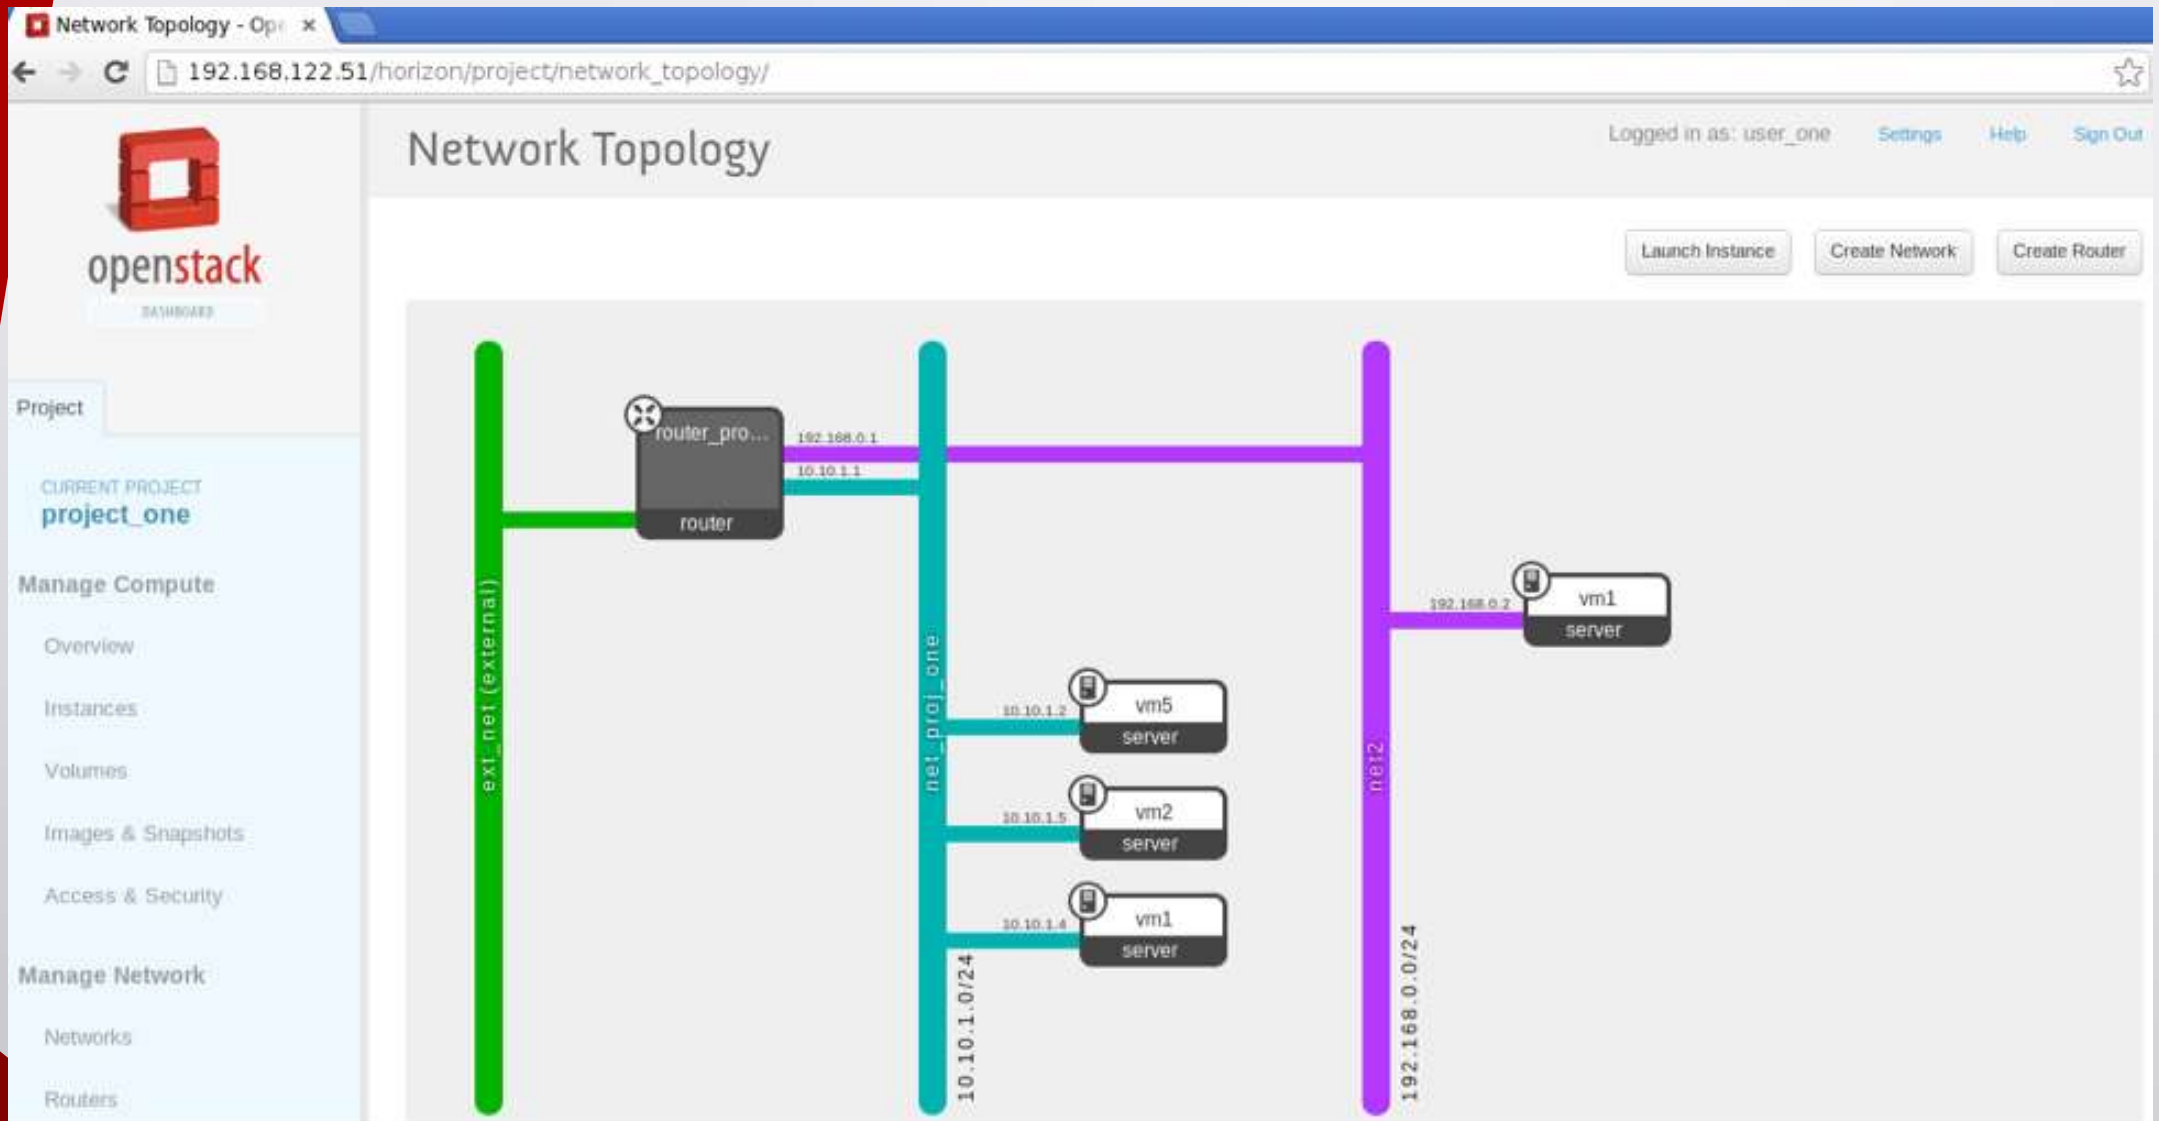 Network Topology - Ope
192.168.122.51/horizon/project/network_topology/
openstack
DASHBOARD
Network Topology
Logged in as: user_one
Settings
Help
Sign Out
Launch Instance
Create Network
Create Router
Project
CURRENT PROJECT
project_one
Manage Compute
Overview
Instances
Volumes
Images & Snapshots
Access & Security
Manage Network
Networks
Routers
ext_net (external)
router_pro...
router
192.168.0.1
10.10.1.1
net_proj_one
10.10.1.0/24
10.10.1.2
vm5
server
10.10.1.5
vm2
server
10.10.1.4
vm1
server
net2
192.168.0.0/24
192.168.0.2
vm1
server